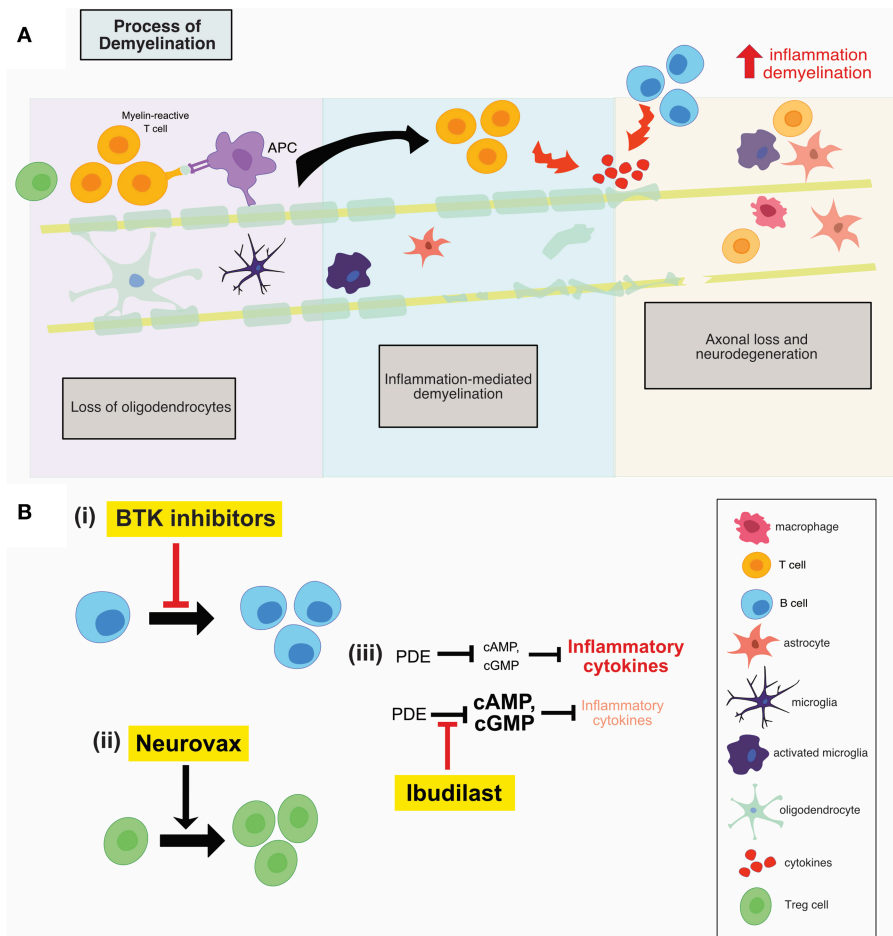 A
Process of
Demyelination
inflammation
demyelination
Myelin-reactive
T cell
APC
Loss of oligodendrocytes
Inflammation-mediated
demyelination
Axonal loss and
neurodegeneration
B
(i)
BTK inhibitors
(ii)
Neurovax
(iii)
PDE
cAMP,
cGMP
Inflammatory
cytokines
PDE
cAMP,
cGMP
Inflammatory
cytokines
Ibudilast
macrophage
T cell
B cell
astrocyte
microglia
activated microglia
oligodendrocyte
cytokines
Treg cell